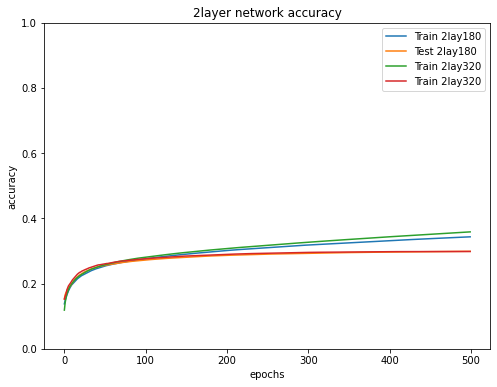 2layer network accuracy
Train 2lay180
Test 2lay180
Train 2lay320
Train 2lay320
accuracy
1.0
0.8
0.6
0.4
0.2
0.0
0
100
200
300
400
500
epochs